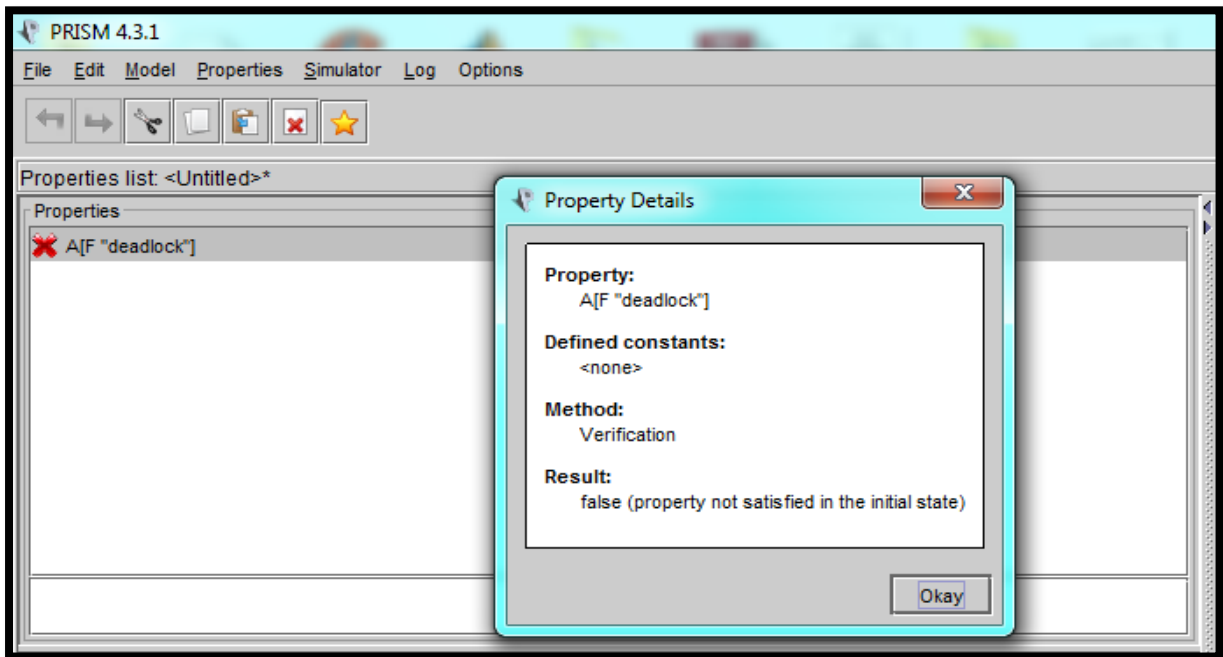 PRISM 4.3.1
File Edit Model Properties Simulator Log Options
Properties list: <Untitled>*
Properties
A[F "deadlock"]
Property Details
Property:
A[F "deadlock"]
Defined constants:
<none>
Method:
Verification
Result:
false (property not satisfied in the initial state)
Okay